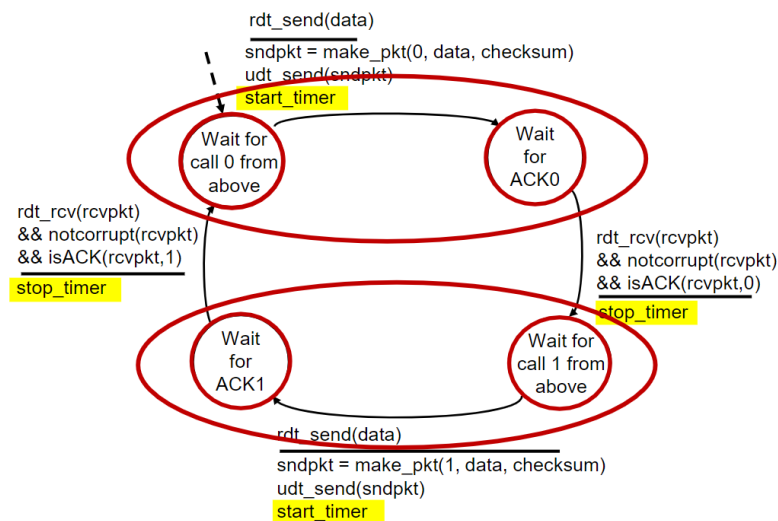 rdt_send(data)
sndpkt = make_pkt(0, data, checksum)
udt_send(sndpkt)
start_timer
Wait for
call 0 from
above
Wait
for
ACK0
rdt_rcv(rcvpkt)
&& notcorrupt(rcvpkt)
&& isACK(rcvpkt,1)
stop_timer
rdt_rcv(rcvpkt)
&& notcorrupt(rcvpkt)
&& isACK(rcvpkt,0)
stop_timer
Wait
for
ACK1
Wait for
call 1 from
above
rdt_send(data)
sndpkt = make_pkt(1, data, checksum)
udt_send(sndpkt)
start_timer